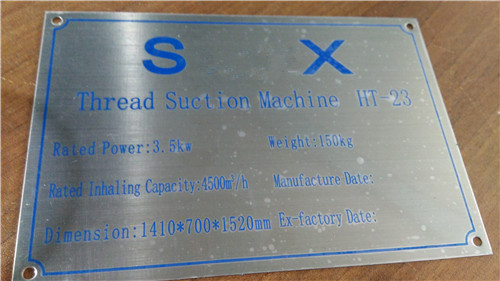 S X
Thread Suction Machine HT-23
Rated Power:3.5kw Weight:150kg
Rated Inhaling Capacity:4500m³/h Manufacture Date:
Dimension:1410*700*1520mm Ex-factory Date: